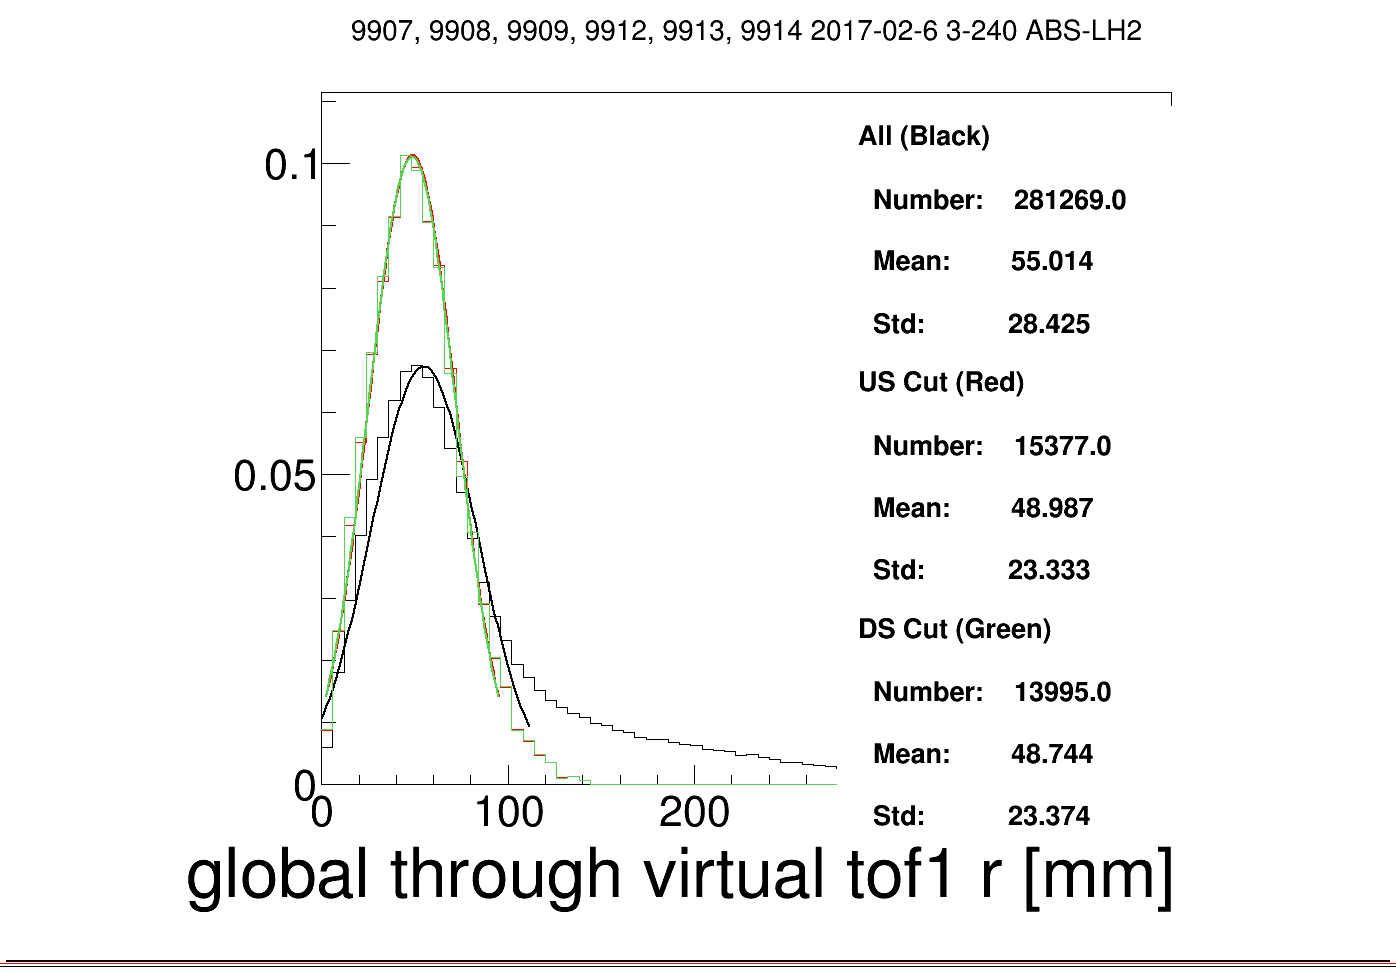 9907, 9908, 9909, 9912, 9913, 9914 2017-02-6 3-240 ABS-LH2
All (Black)
Number: 281269.0
Mean: 55.014
Std: 28.425
US Cut (Red)
Number: 15377.0
Mean: 48.987
Std: 23.333
DS Cut (Green)
Number: 13995.0
Mean: 48.744
Std: 23.374
0.1
0.05
0
0 100 200
global through virtual tof1 r [mm]